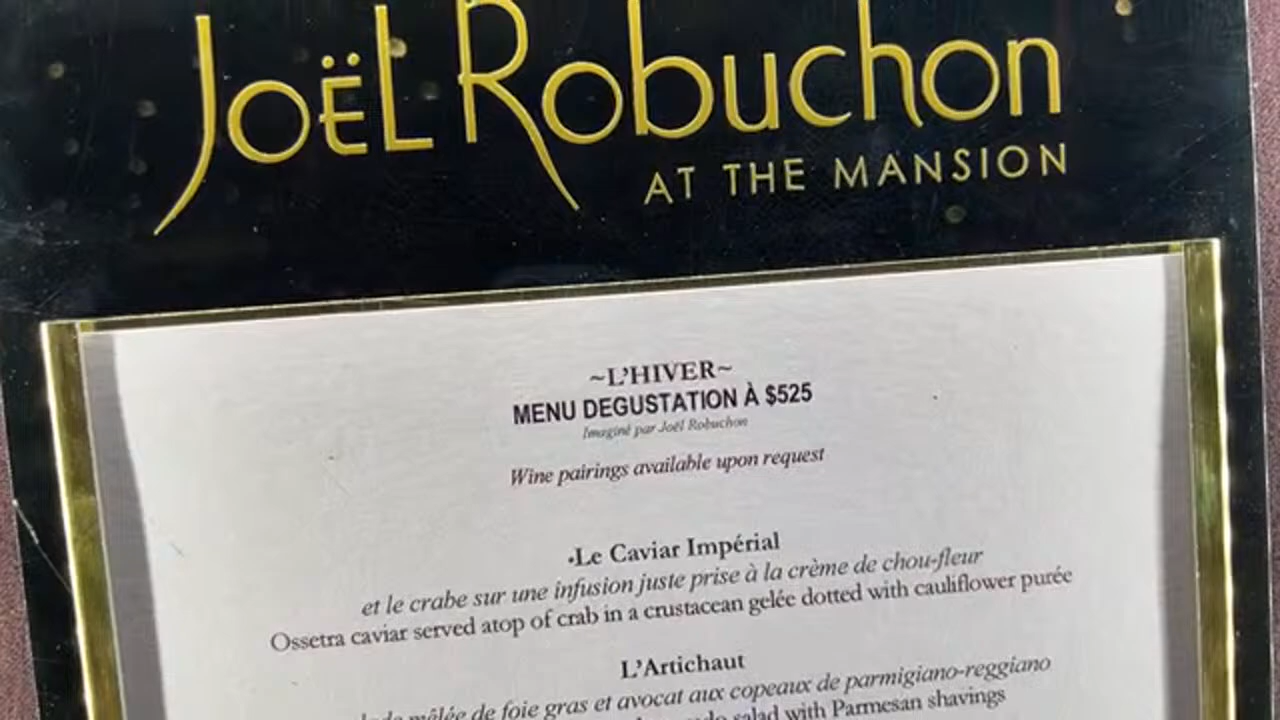 JOËL ROBUCHON
AT THE MANSION
~L'HIVER~
MENU DEGUSTATION À $525
Imaginé par Joël Robuchon
Wine pairings available upon request
•Le Caviar Impérial
et le crabe sur une infusion juste prise à la crème de chou-fleur
Ossetra caviar served atop of crab in a crustacean gelée dotted with cauliflower purée
L'Artichaut
mêlée de foie gras et avocat aux copeaux de parmigiano-reggiano
salad with Parmesan shavings